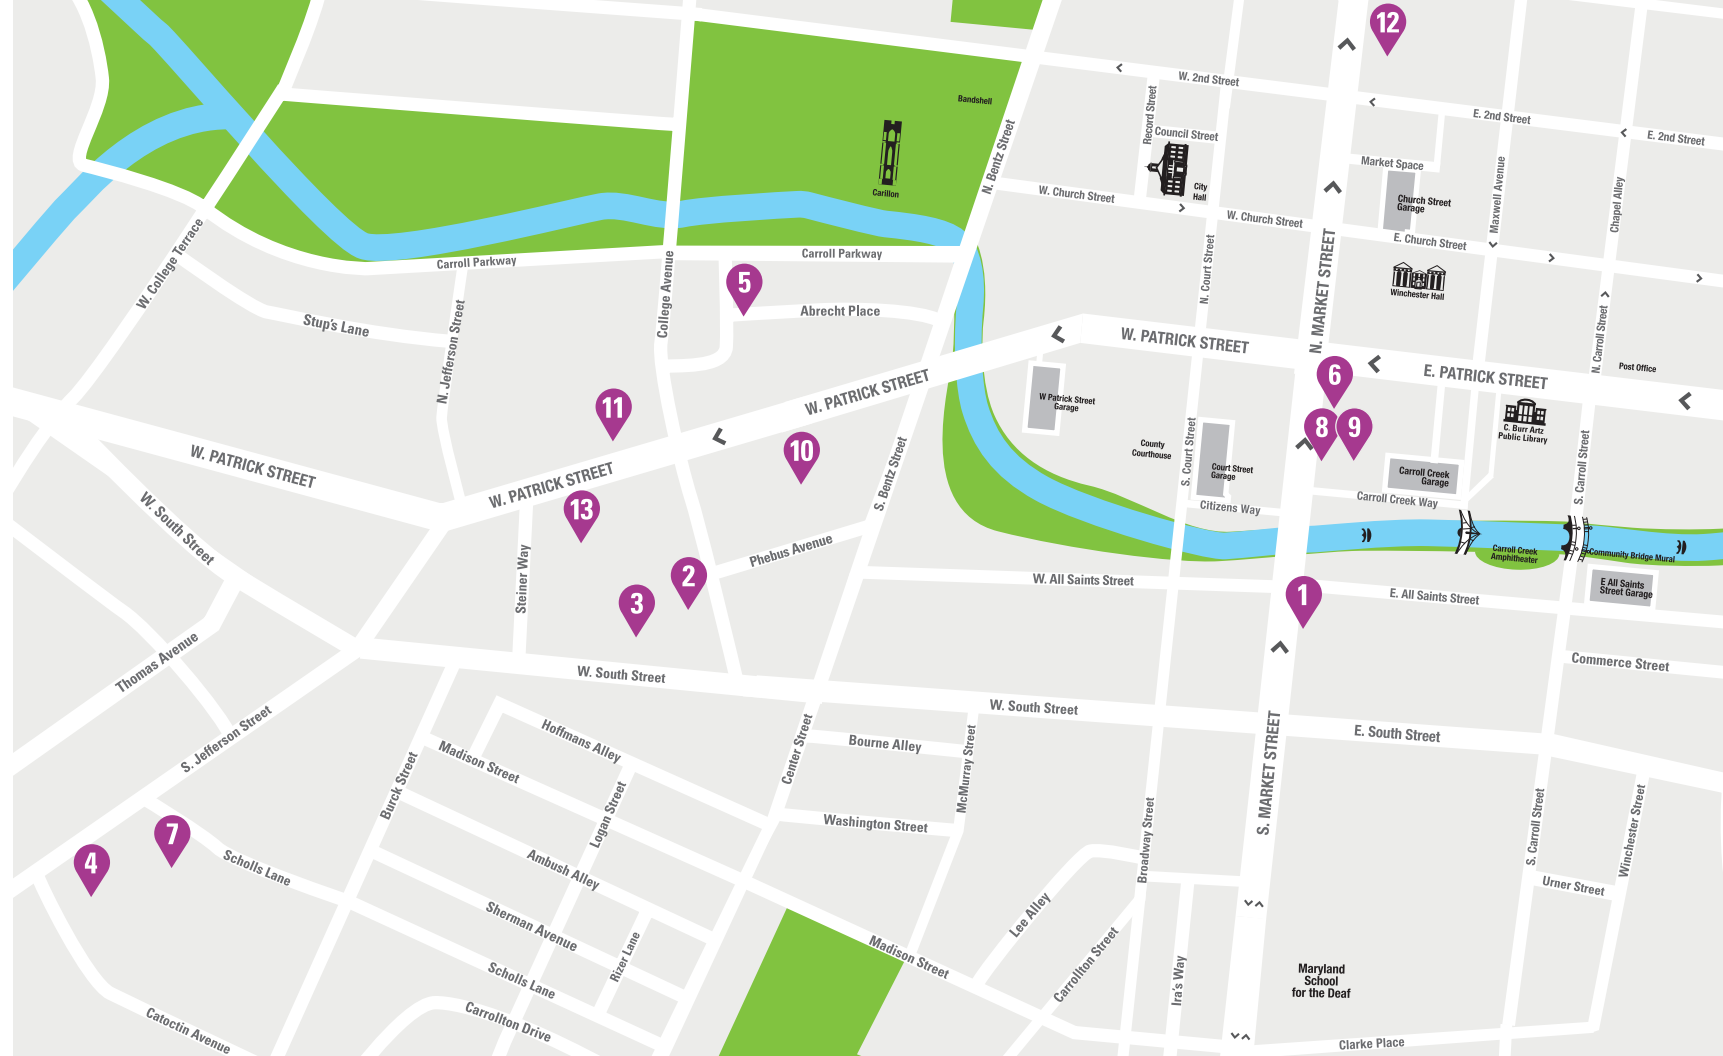 12
W. 2nd Street
E. 2nd Street
E. 2nd Street
Bandshell
Record Street
Council Street
City
Hall
Market Space
Church Street
Garage
Maxwell Avenue
Chapel Alley
Carillon
N. Bentz Street
W. Church Street
W. Church Street
E. Church Street
W. College Terrace
Carroll Parkway
Carroll Parkway
College Avenue
N. Court Street
N. MARKET STREET
Winchester Hall
5
Abrecht Place
Stup's Lane
N. Jefferson Street
W. PATRICK STREET
E. PATRICK STREET
N. Carroll Street
Post Office
6
W. PATRICK STREET
11
W Patrick Street
Garage
8
9
C. Burr Artz
Public Library
10
County
Courthouse
S. Court Street
Court Street
Garage
Carroll Creek
Garage
S. Carroll Street
W. PATRICK STREET
W. PATRICK STREET
S. Bentz Street
13
Citizens Way
Carroll Creek Way
W. South Street
Phebus Avenue
Carroll Creek
Amphitheater
Community Bridge Mural
Steiner Way
2
3
W. All Saints Street
1
E. All Saints Street
E All Saints
Street Garage
Thomas Avenue
W. South Street
Commerce Street
W. South Street
E. South Street
S. Jefferson Street
Hoffmans Alley
Madison Street
Center Street
Bourne Alley
McMurray Street
S. MARKET STREET
Burck Street
Logan Street
Washington Street
Broadway Street
S. Carroll Street
Winchester Street
7
4
Scholls Lane
Ambush Alley
Urner Street
Sherman Avenue
Lee Alley
Rizer Lane
Madison Street
Carrollton Street
Ira's Way
Maryland
School
for the Deaf
Scholls Lane
Carrollton Drive
Catoctin Avenue
Clarke Place